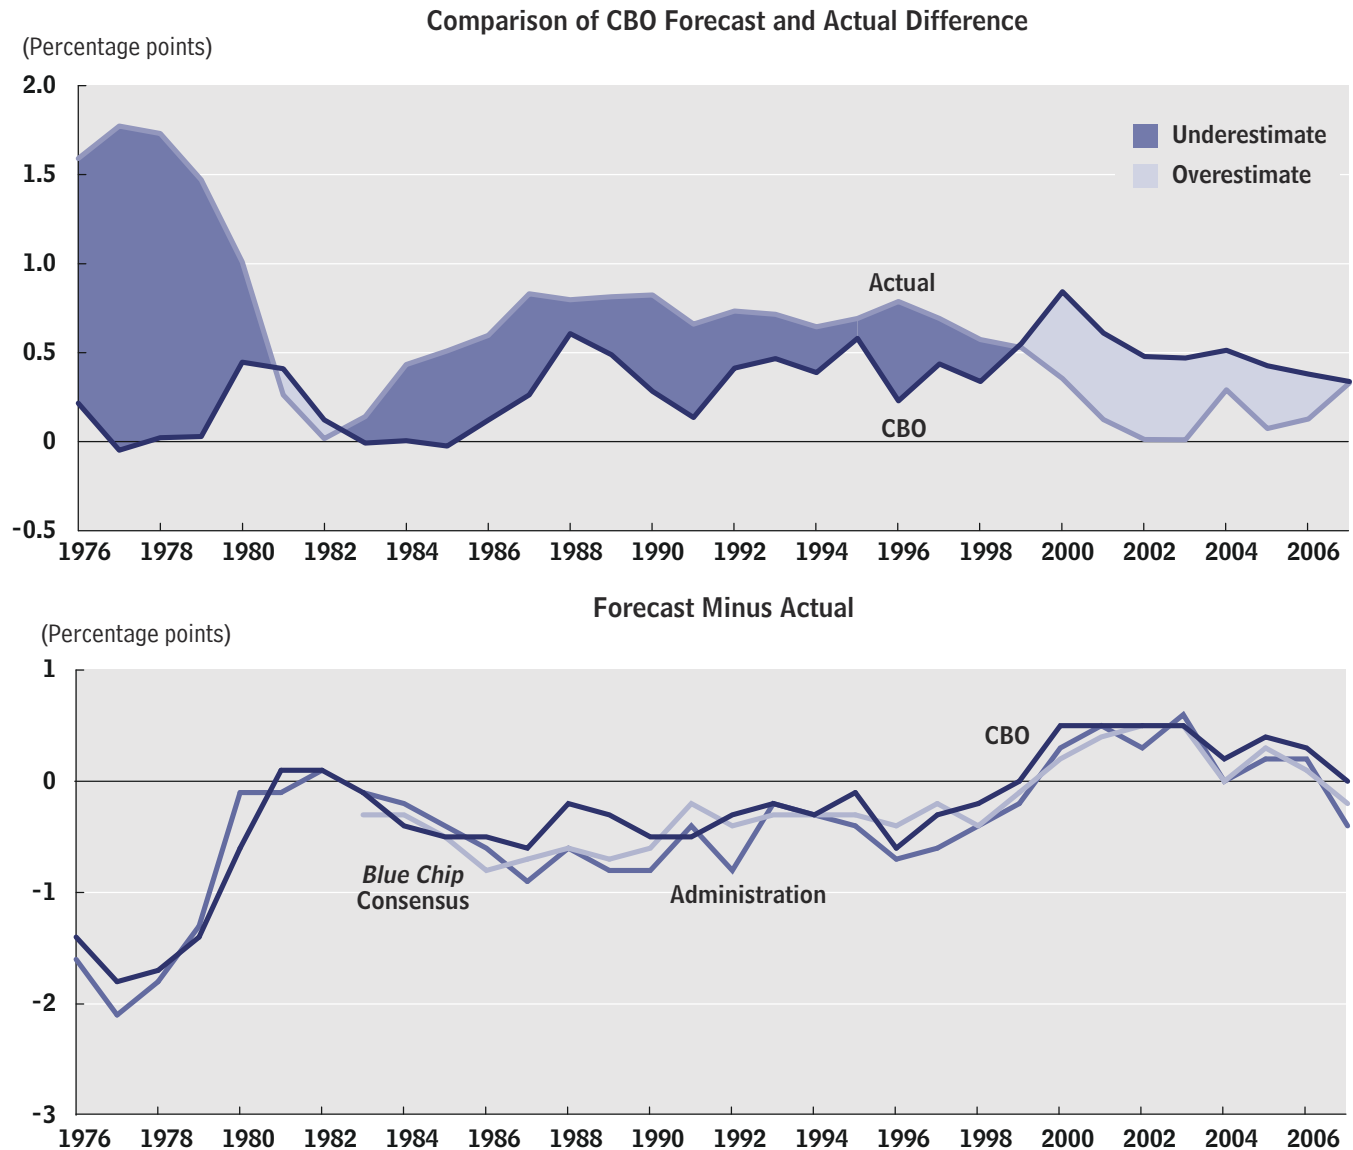 Comparison of CBO Forecast and Actual Difference
(Percentage points)
2.0
Underestimate
1.5
Overestimate
1.0
Actual
0.5
CBO
0
-0.5
1976 1978 1980 1982 1984 1986 1988 1990 1992 1994 1996 1998 2000 2002 2004 2006
Forecast Minus Actual
(Percentage points)
1
CBO
0
Blue Chip
Consensus
Administration
-1
-2
-3
1976 1978 1980 1982 1984 1986 1988 1990 1992 1994 1996 1998 2000 2002 2004 2006